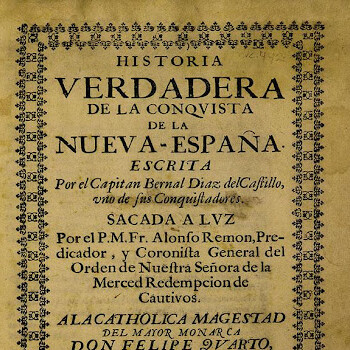 HISTORIA
VERDADERA
DE LA CONQVISTA
DE LA
NUEVA-ESPAÑA.
ESCRITA
Por el Capitan Bernal Diaz del Castillo,
vno de sus Conquistadores.
SACADA A LVZ
Por el P.M.Fr. Alonso Remon, Pre-
dicador, y Coronista General del
Orden de Nuestra Señora de la
Merced Redempcion de
Cautivos.
A LA CATHOLICA MAGESTAD
DEL MAYOR MONARCA
DON FELIPE QVARTO,